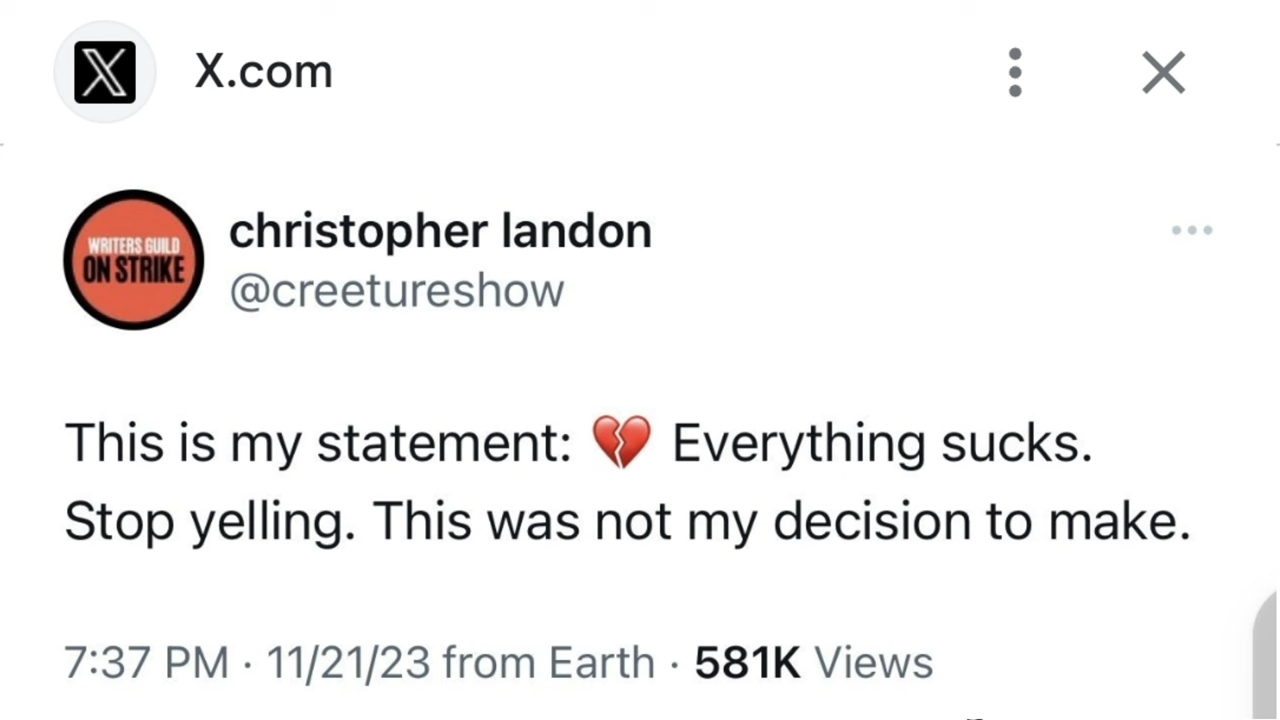 X.com
WRITERS GUILD
ON STRIKE
christopher landon
@creetureshow
This is my statement: 💔 Everything sucks.
Stop yelling. This was not my decision to make.
7:37 PM · 11/21/23 from Earth · 581K Views